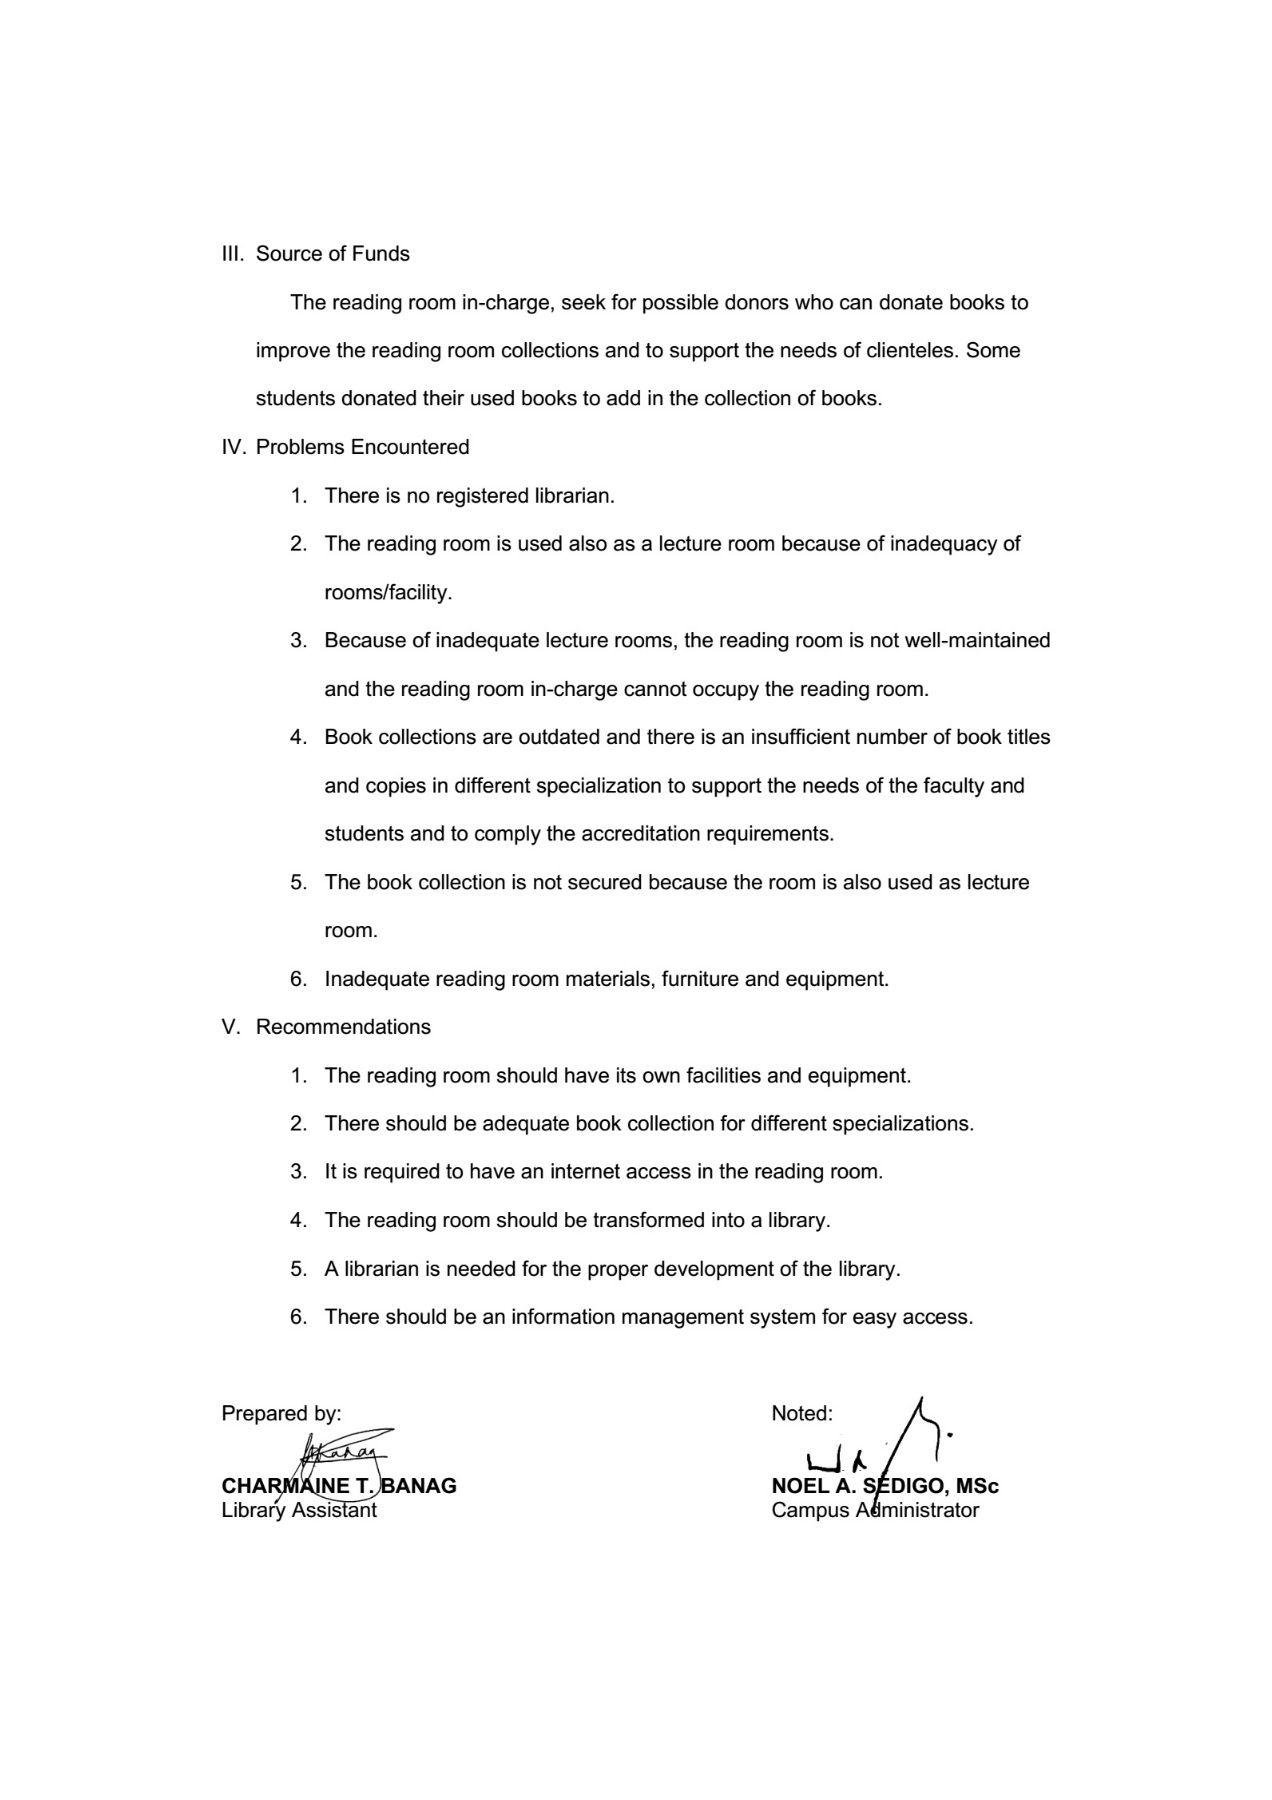 III. Source of Funds
The reading room in-charge, seek for possible donors who can donate books to
improve the reading room collections and to support the needs of clienteles. Some
students donated their used books to add in the collection of books.
IV. Problems Encountered
1. There is no registered librarian.
2. The reading room is used also as a lecture room because of inadequacy of
rooms/facility.
3. Because of inadequate lecture rooms, the reading room is not well-maintained
and the reading room in-charge cannot occupy the reading room.
4. Book collections are outdated and there is an insufficient number of book titles
and copies in different specialization to support the needs of the faculty and
students and to comply the accreditation requirements.
5. The book collection is not secured because the room is also used as lecture
room.
6. Inadequate reading room materials, furniture and equipment.
V. Recommendations
1. The reading room should have its own facilities and equipment.
2. There should be adequate book collection for different specializations.
3. It is required to have an internet access in the reading room.
4. The reading room should be transformed into a library.
5. A librarian is needed for the proper development of the library.
6. There should be an information management system for easy access.
Prepared by: Noted:
CHARMAINE T. BANAG NOEL A. SEDIGO, MSc
Library Assistant Campus Administrator